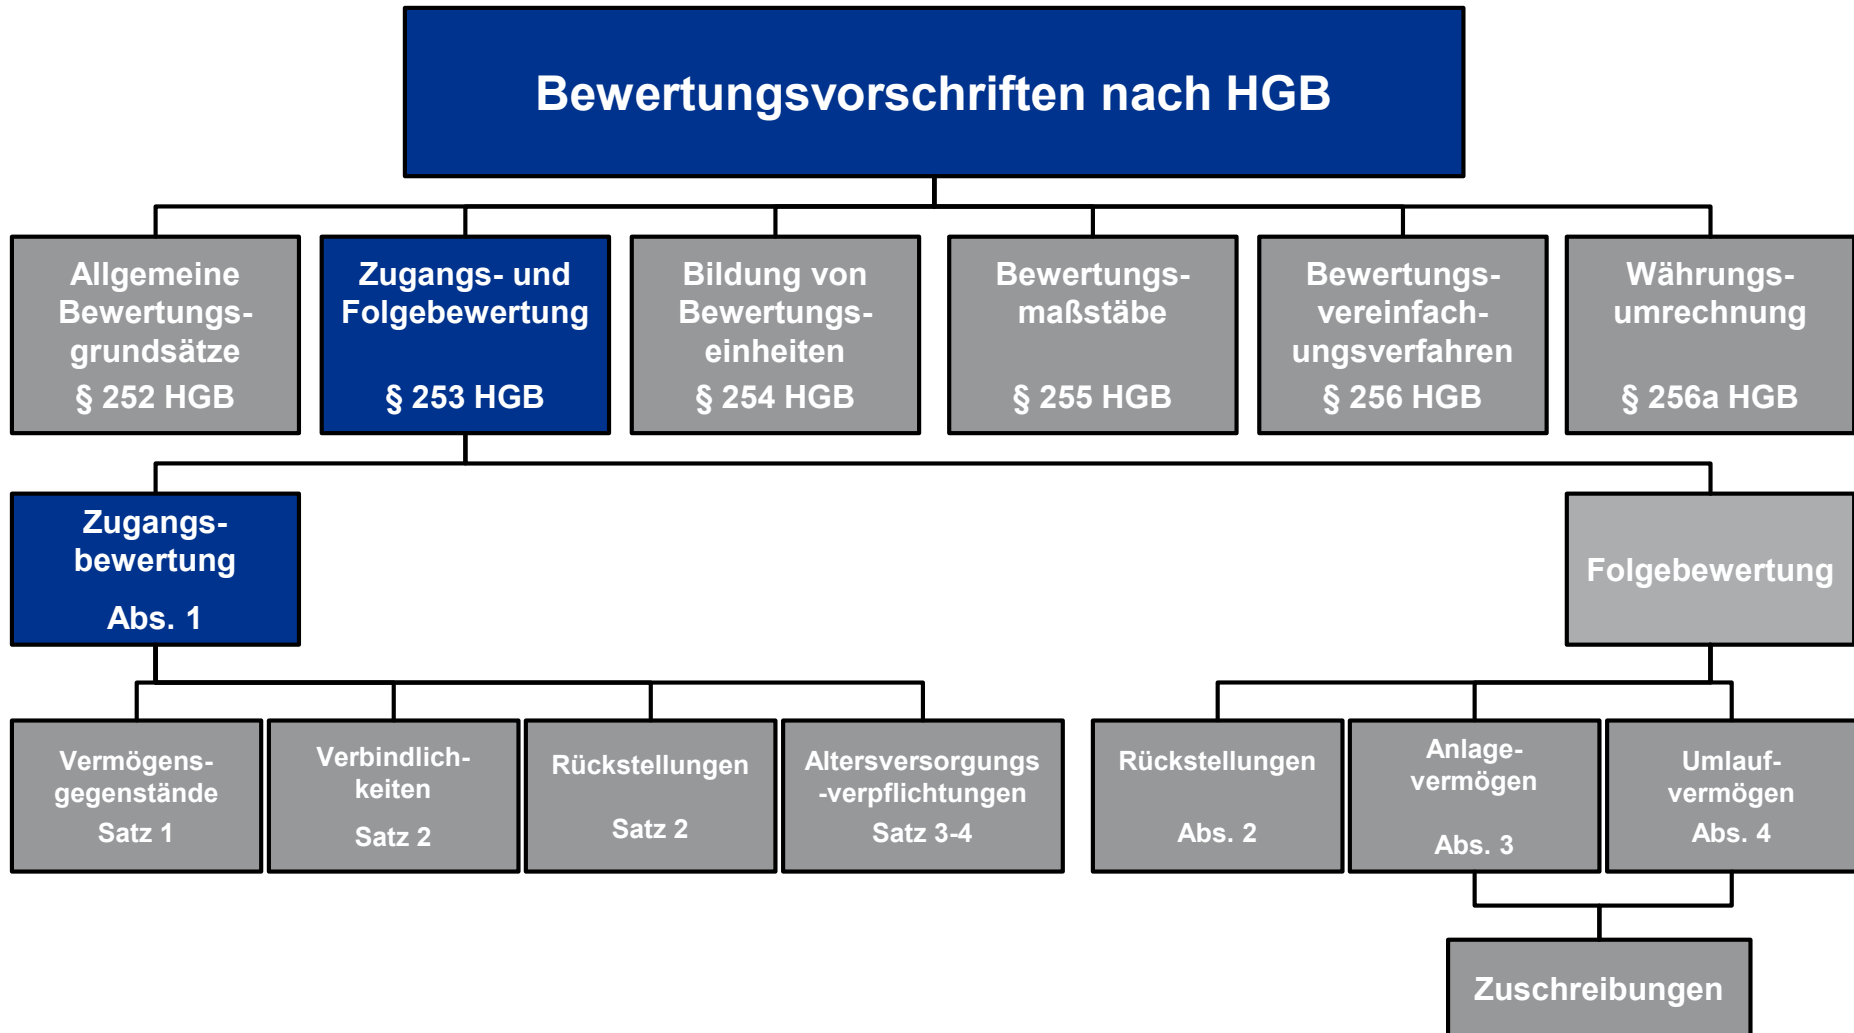 Bewertungsvorschriften nach HGB
Allgemeine
Bewertungs-
grundsätze
§ 252 HGB
Zugangs- und
Folgebewertung
§ 253 HGB
Bildung von
Bewertungs-
einheiten
§ 254 HGB
Bewertungs-
maßstäbe
§ 255 HGB
Bewertungs-
vereinfach-
ungsverfahren
§ 256 HGB
Währungs-
umrechnung
§ 256a HGB
Zugangs-
bewertung
Abs. 1
Folgebewertung
Vermögens-
gegenstände
Satz 1
Verbindlich-
keiten
Satz 2
Rückstellungen
Satz 2
Altersversorgungs
-verpflichtungen
Satz 3-4
Rückstellungen
Abs. 2
Anlage-
vermögen
Abs. 3
Umlauf-
vermögen
Abs. 4
Zuschreibungen